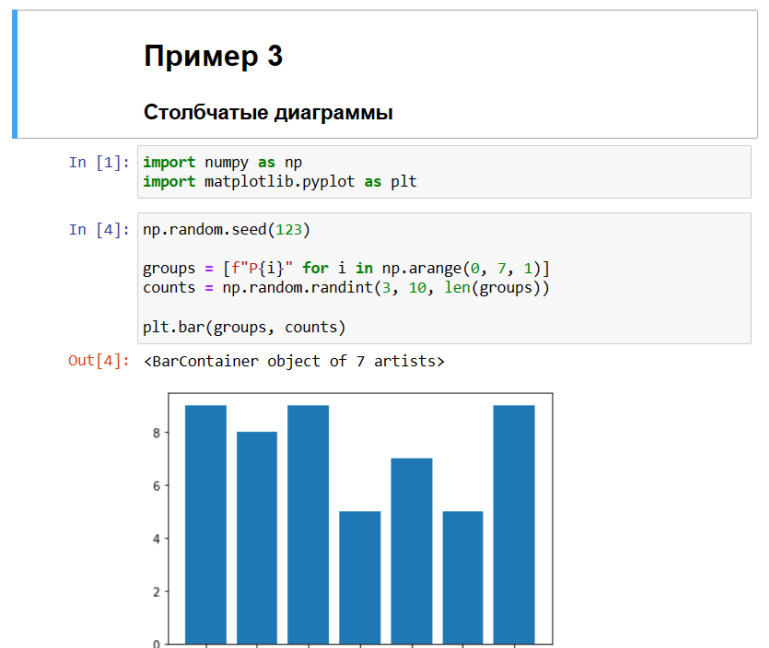 Пример 3
Столбчатые диаграммы
In [1]: import numpy as np
import matplotlib.pyplot as plt
In [4]: np.random.seed(123)
groups = [f"P{i}" for i in np.arange(0, 7, 1)]
counts = np.random.randint(3, 10, len(groups))
plt.bar(groups, counts)
Out[4]: <BarContainer object of 7 artists>
8
6
4
2
0